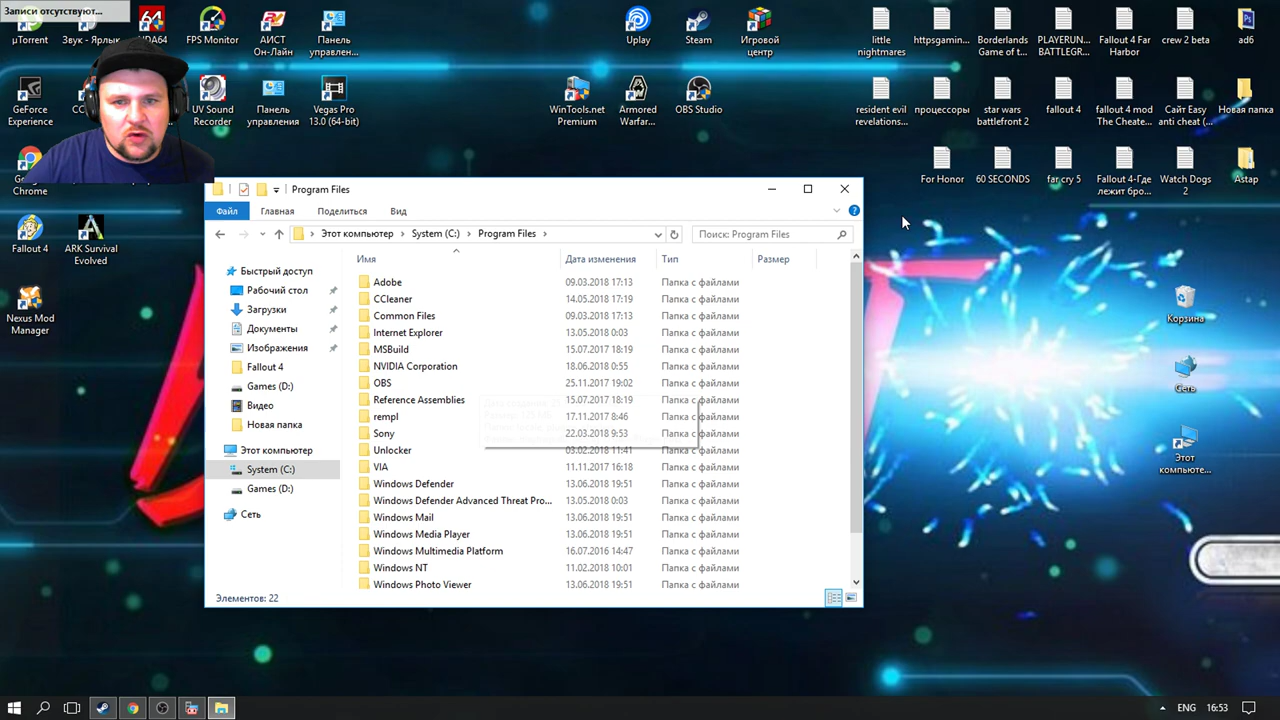 Записи отсутствуют...
µTorrent
Звук - Ярлык
АИСТ
Он-Лайн
Панель
управлен...
Uplay
Steam
Игровой
центр
little
nightmares
httpsgamin...
Borderlands
Game of t...
PLAYERUN...
BATTLEGR...
Fallout 4 Far
Harbor
crew 2 beta
ad6
GeForce
Experience
UV Sound
Recorder
Панель
управления
Vegas Pro
13.0 (64-bit)
WinTools.net
Premium
Armored
Warfar...
OBS Studio
resident evil
revelations...
процессоры
star wars
battlefront 2
fallout 4
fallout 4 mod
The Cheate...
Сайт Easy
anti cheat (...
Новая папка
Chrome
For Honor
60 SECONDS
far cry 5
Fallout 4-Где
лежит бро...
Watch Dogs
2
Astap
Fallout 4
ARK Survival
Evolved
Nexus Mod
Manager
Корзина
Сеть
Этот
компьюте...
Program Files
Файл
Главная
Поделиться
Вид
Этот компьютер
System (C:)
Program Files
Поиск: Program Files
Имя
Дата изменения
Тип
Размер
Быстрый доступ
Рабочий стол
Загрузки
Документы
Изображения
Fallout 4
Games (D:)
Видео
Новая папка
Этот компьютер
System (C:)
Games (D:)
Сеть
Adobe 09.03.2018 17:13 Папка с файлами
CCleaner 14.05.2018 17:19 Папка с файлами
Common Files 09.03.2018 17:13 Папка с файлами
Internet Explorer 13.05.2018 0:03 Папка с файлами
MSBuild 15.07.2017 18:19 Папка с файлами
NVIDIA Corporation 18.06.2018 0:55 Папка с файлами
OBS 25.11.2017 19:02 Папка с файлами
Reference Assemblies 15.07.2017 18:19 Папка с файлами
rempl 17.11.2017 8:46 Папка с файлами
Sony 22.03.2018 9:53 Папка с файлами
Unlocker 03.02.2018 11:41 Папка с файлами
VIA 11.11.2017 16:18 Папка с файлами
Windows Defender 13.06.2018 19:51 Папка с файлами
Windows Defender Advanced Threat Pro... 13.05.2018 0:03 Папка с файлами
Windows Mail 13.06.2018 19:51 Папка с файлами
Windows Media Player 13.06.2018 19:51 Папка с файлами
Windows Multimedia Platform 16.07.2016 14:47 Папка с файлами
Windows NT 11.02.2018 10:01 Папка с файлами
Windows Photo Viewer 13.06.2018 19:51 Папка с файлами
Элементов: 22
ENG
16:53